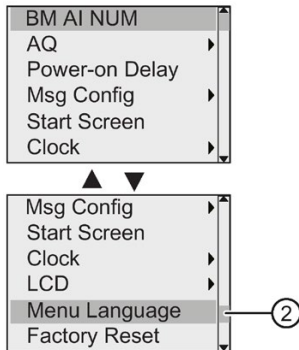 BM AI NUM
AQ
Power-on Delay
Msg Config
Start Screen
Clock
Msg Config
Start Screen
Clock
LCD
Menu Language
2
Factory Reset